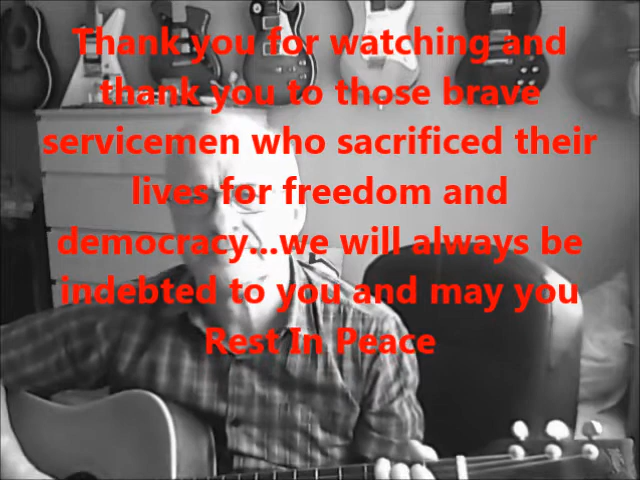 Thank you for watching and
thank you to those brave
servicemen who sacrificed their
lives for freedom and
democracy...we will always be
indebted to you and may you
Rest In Peace